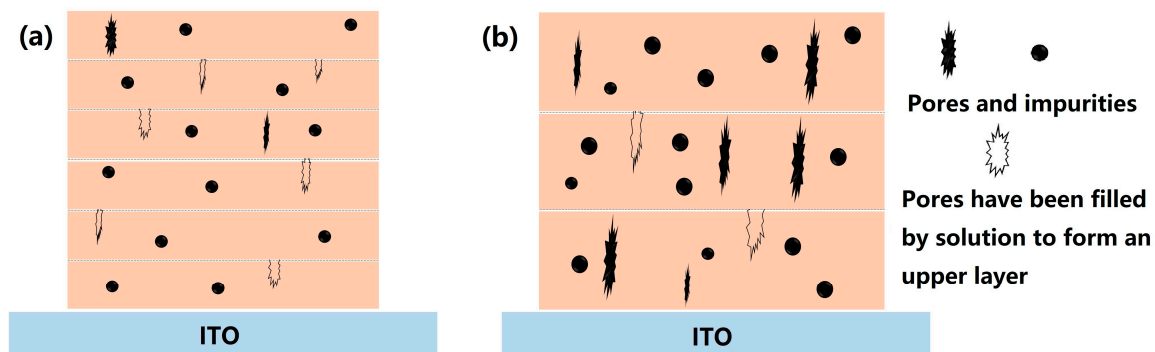 (a)
(b)
Pores and impurities
Pores have been filled
by solution to form an
upper layer
ITO
ITO